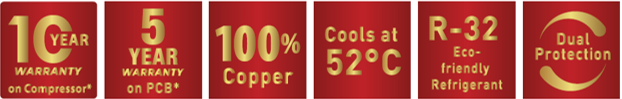 10 YEAR
WARRANTY
on Compressor*
5
YEAR
WARRANTY
on PCB*
100%
Copper
Cools at
52°C
R-32
Eco-
friendly
Refrigerant
Dual
Protection